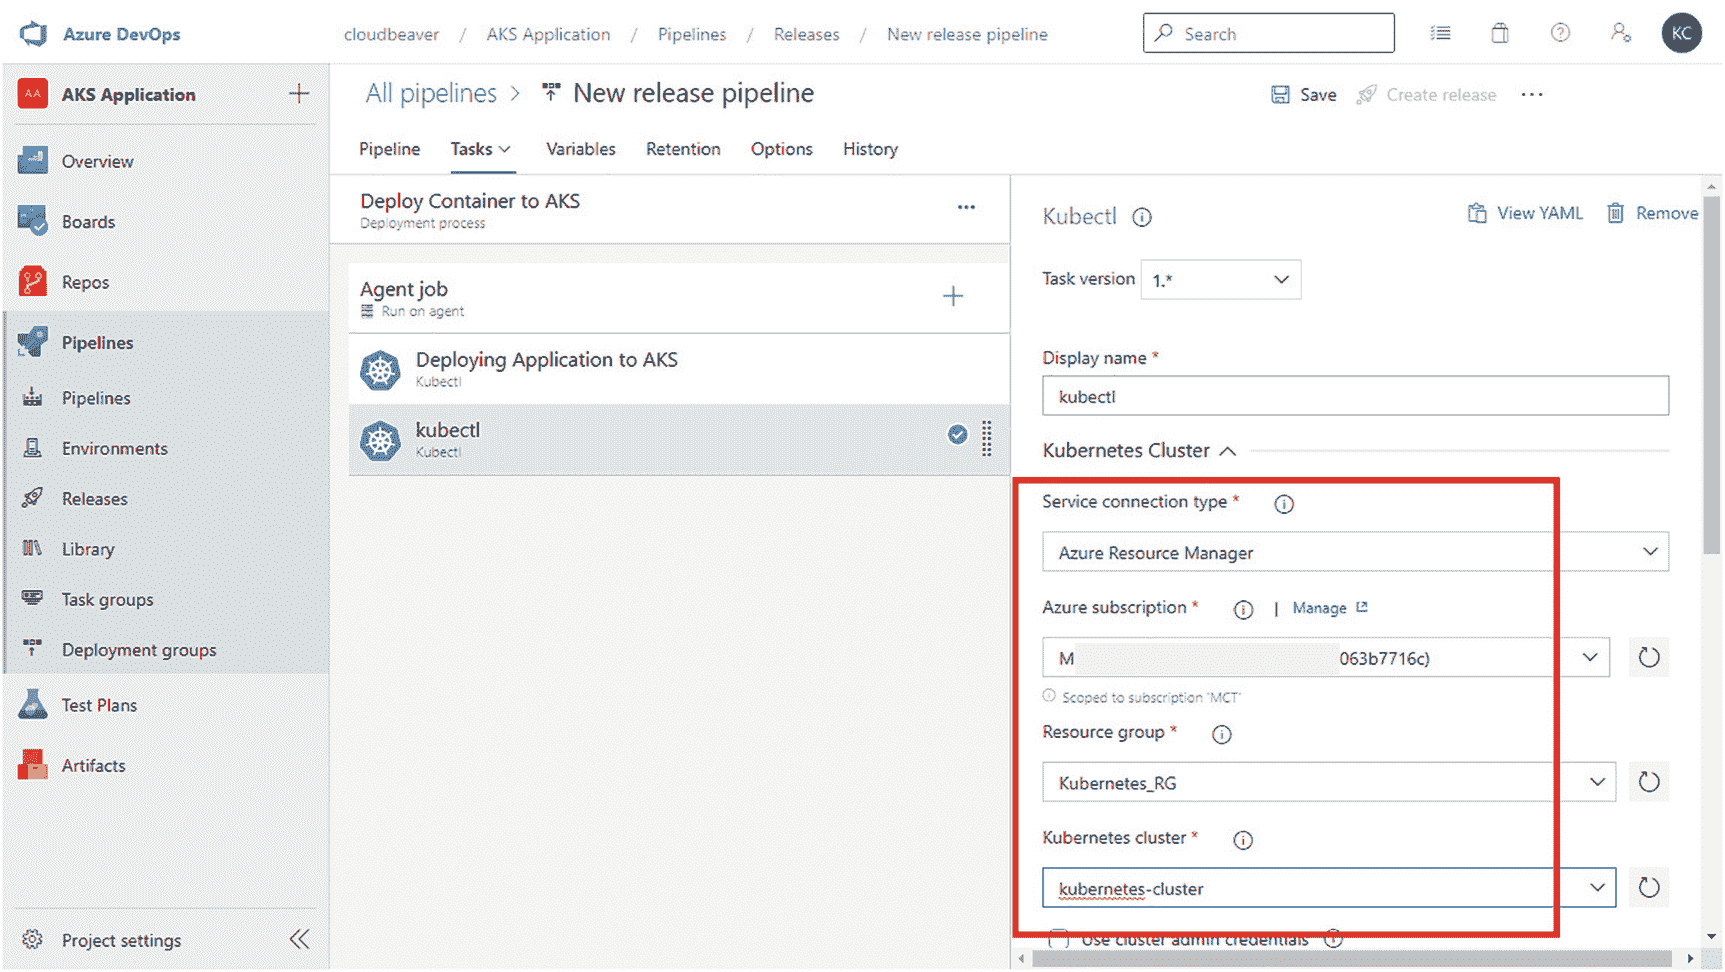 Azure DevOps
cloudbeaver / AKS Application / Pipelines / Releases / New release pipeline
Search
KC
AA
AKS Application
Overview
Boards
Repos
Pipelines
Pipelines
Environments
Releases
Library
Task groups
Deployment groups
Test Plans
Artifacts
Project settings
All pipelines > New release pipeline
Save
Create release
Pipeline
Tasks
Variables
Retention
Options
History
Deploy Container to AKS
Deployment process
Agent job
Run on agent
Deploying Application to AKS
Kubectl
kubectl
Kubectl
Kubectl
View YAML
Remove
Task version
1.*
Display name *
kubectl
Kubernetes Cluster
Service connection type *
Azure Resource Manager
Azure subscription *
| Manage
M 063b7716c)
Scoped to subscription 'MCT'
Resource group *
Kubernetes_RG
Kubernetes cluster *
kubernetes-cluster
Use cluster admin credentials